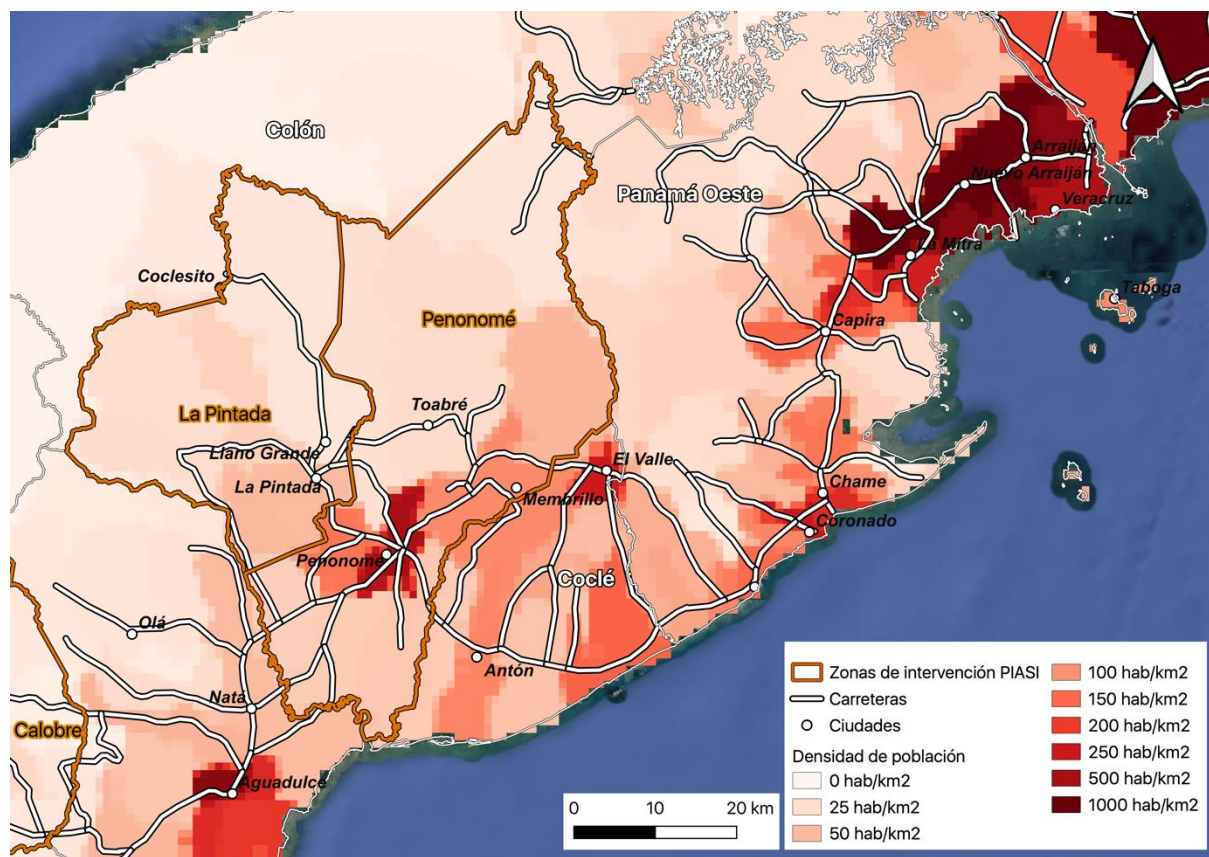 Colón
Panamá Oeste
Arraiján
Nuevo Arraiján
Veracruz
La Mitra
Coclesito
Taboga
Penonomé
Capira
La Pintada
Toabré
Llano Grande
El Valle
La Pintada
Membrillo
Chame
Coronado
Penonomé
Coclé
Olá
Antón
Natá
Calobre
Aguadulce
0 10 20 km
Zonas de intervención PIASI
Carreteras
Ciudades
Densidad de población
0 hab/km2
25 hab/km2
50 hab/km2
100 hab/km2
150 hab/km2
200 hab/km2
250 hab/km2
500 hab/km2
1000 hab/km2